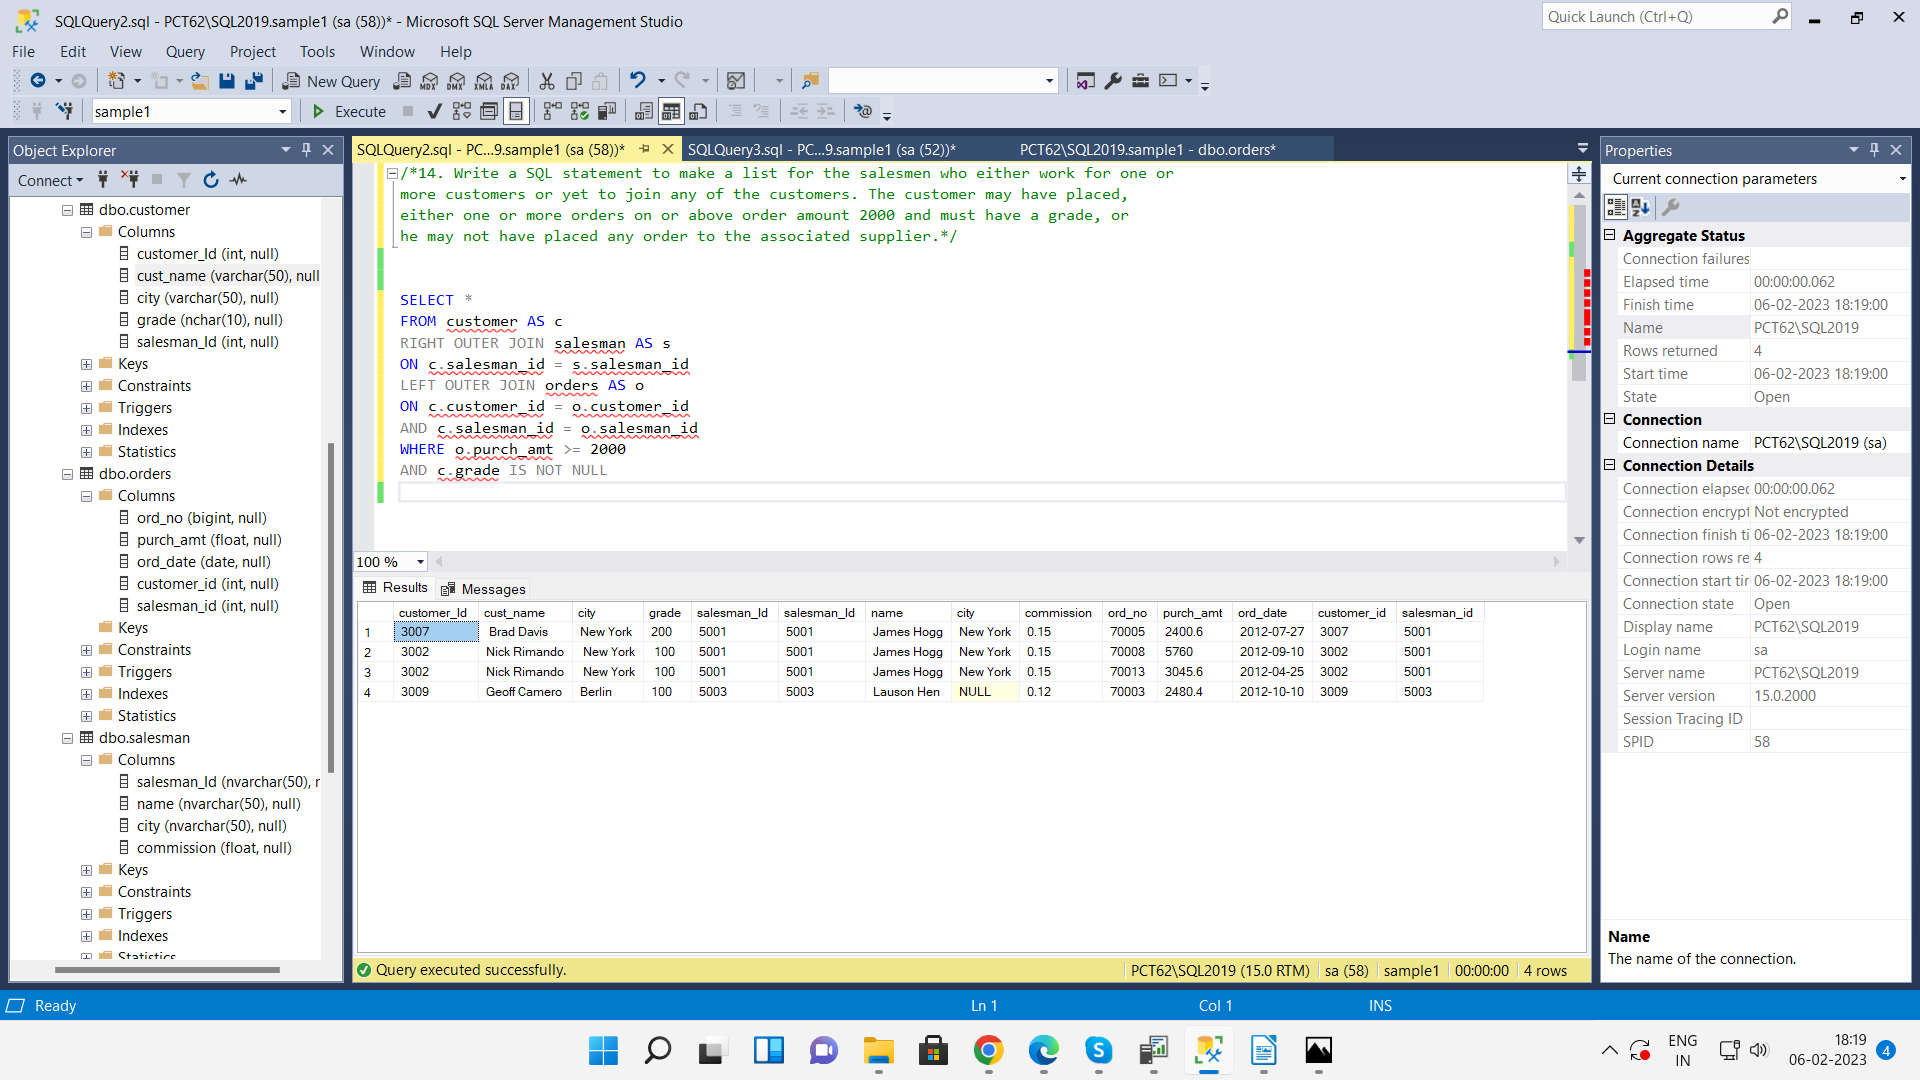 SQLQuery2.sql - PCT62\SQL2019.sample1 (sa (58))* - Microsoft SQL Server Management Studio
Quick Launch (Ctrl+Q)
File Edit View Query Project Tools Window Help
New Query MDX DMX XMLA DAX
sample1 Execute
Object Explorer
Connect
dbo.customer
Columns
customer_Id (int, null)
cust_name (varchar(50), null
city (varchar(50), null)
grade (nchar(10), null)
salesman_Id (int, null)
Keys
Constraints
Triggers
Indexes
Statistics
dbo.orders
Columns
ord_no (bigint, null)
purch_amt (float, null)
ord_date (date, null)
customer_id (int, null)
salesman_id (int, null)
Keys
Constraints
Triggers
Indexes
Statistics
dbo.salesman
Columns
salesman_Id (nvarchar(50), r
name (nvarchar(50), null)
city (nvarchar(50), null)
commission (float, null)
Keys
Constraints
Triggers
Indexes
Statistics
SQLQuery2.sql - PC...9.sample1 (sa (58))* SQLQuery3.sql - PC...9.sample1 (sa (52))* PCT62\SQL2019.sample1 - dbo.orders*
/*14. Write a SQL statement to make a list for the salesmen who either work for one or
more customers or yet to join any of the customers. The customer may have placed,
either one or more orders on or above order amount 2000 and must have a grade, or
he may not have placed any order to the associated supplier.*/
SELECT *
FROM customer AS c
RIGHT OUTER JOIN salesman AS s
ON c.salesman_id = s.salesman_id
LEFT OUTER JOIN orders AS o
ON c.customer_id = o.customer_id
AND c.salesman_id = o.salesman_id
WHERE o.purch_amt >= 2000
AND c.grade IS NOT NULL
100 %
Results Messages
customer_Id cust_name city grade salesman_Id salesman_Id name city commission ord_no purch_amt ord_date customer_id salesman_id
1 3007 Brad Davis New York 200 5001 5001 James Hogg New York 0.15 70005 2400.6 2012-07-27 3007 5001
2 3002 Nick Rimando New York 100 5001 5001 James Hogg New York 0.15 70008 5760 2012-09-10 3002 5001
3 3002 Nick Rimando New York 100 5001 5001 James Hogg New York 0.15 70013 3045.6 2012-04-25 3002 5001
4 3009 Geoff Camero Berlin 100 5003 5003 Lauson Hen NULL 0.12 70003 2480.4 2012-10-10 3009 5003
Query executed successfully. PCT62\SQL2019 (15.0 RTM) sa (58) sample1 00:00:00 4 rows
Properties
Current connection parameters
Aggregate Status
Connection failures
Elapsed time 00:00:00.062
Finish time 06-02-2023 18:19:00
Name PCT62\SQL2019
Rows returned 4
Start time 06-02-2023 18:19:00
State Open
Connection
Connection name PCT62\SQL2019 (sa)
Connection Details
Connection elapsec 00:00:00.062
Connection encrypt Not encrypted
Connection finish ti 06-02-2023 18:19:00
Connection rows re 4
Connection start tir 06-02-2023 18:19:00
Connection state Open
Display name PCT62\SQL2019
Login name sa
Server name PCT62\SQL2019
Server version 15.0.2000
Session Tracing ID
SPID 58
Name
The name of the connection.
Ready Ln 1 Col 1 INS
ENG
IN
18:19
06-02-2023
4